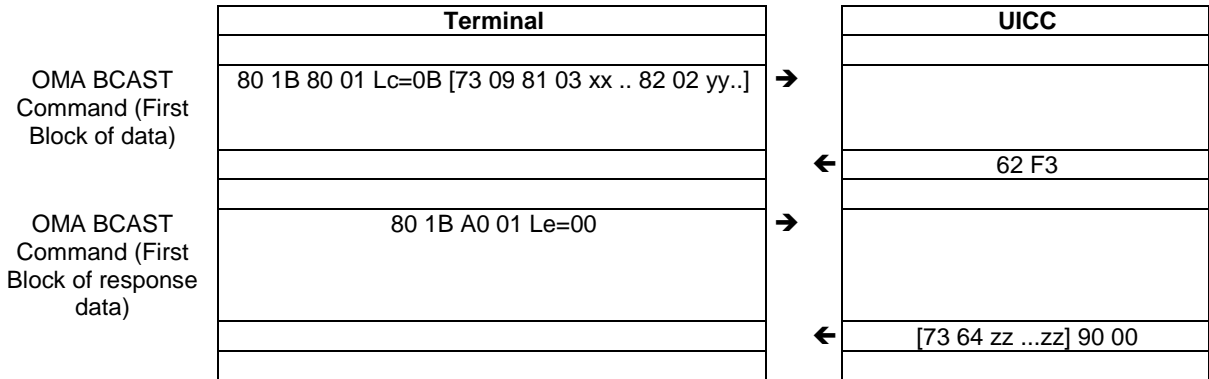 Terminal UICC
OMA BCAST
Command (First
Block of data)
80 1B 80 01 Lc=0B [73 09 81 03 xx .. 82 02 yy..] ➔
🡸 62 F3
OMA BCAST
Command (First
Block of response
data)
80 1B A0 01 Le=00 ➔
🡸 [73 64 zz ...zz] 90 00